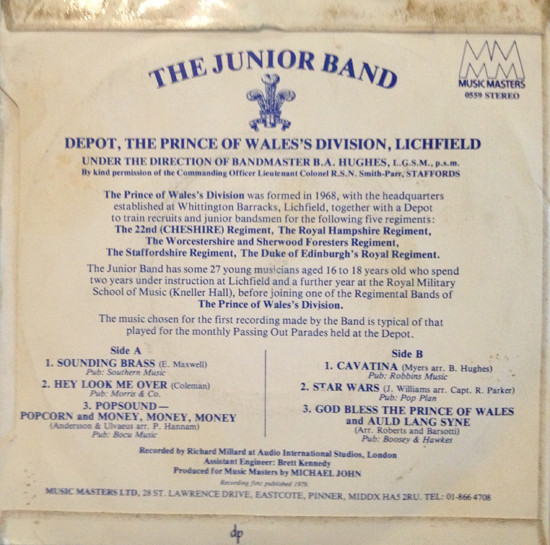 THE JUNIOR BAND
MMM
MUSIC MASTERS
0559 STEREO
DEPOT, THE PRINCE OF WALES'S DIVISION, LICHFIELD
UNDER THE DIRECTION OF BANDMASTER B.A. HUGHES, L.G.S.M., p.s.m.
By kind permission of the Commanding Officer Lieutenant Colonel R.S.N. Smith-Parr, STAFFORDS
The Prince of Wales's Division was formed in 1968, with the headquarters
established at Whittington Barracks, Lichfield, together with a Depot
to train recruits and junior bandsmen for the following five regiments:
The 22nd (CHESHIRE) Regiment, The Royal Hampshire Regiment,
The Worcestershire and Sherwood Foresters Regiment,
The Staffordshire Regiment, The Duke of Edinburgh's Royal Regiment.
The Junior Band has some 27 young musicians aged 16 to 18 years old who spend
two years under instruction at Lichfield and a further year at the Royal Military
School of Music (Kneller Hall), before joining one of the Regimental Bands of
The Prince of Wales's Division.
The music chosen for the first recording made by the Band is typical of that
played for the monthly Passing Out Parades held at the Depot.
Side A
1. SOUNDING BRASS (E. Maxwell)
Pub: Southern Music
2. HEY LOOK ME OVER (Coleman)
Pub: Morris & Co.
3. POPSOUND—
POPCORN and MONEY, MONEY, MONEY
(Andersson & Ulvaeus arr. P. Hannam)
Pub: Bocu Music
Side B
1. CAVATINA (Myers arr. B. Hughes)
Pub: Robbins Music
2. STAR WARS (J. Williams arr. Capt. R. Parker)
Pub: Pop Plan
3. GOD BLESS THE PRINCE OF WALES
and AULD LANG SYNE
(Arr. Roberts and Barsotti)
Pub: Boosey & Hawkes
Recorded by Richard Millard at Audio International Studios, London
Assistant Engineer: Brett Kennedy
Produced for Music Masters by MICHAEL JOHN
Recording first published 1979.
MUSIC MASTERS LTD, 28 ST. LAWRENCE DRIVE, EASTCOTE, PINNER, MIDDX HA5 2RU. TEL: 01-866 4708
dp